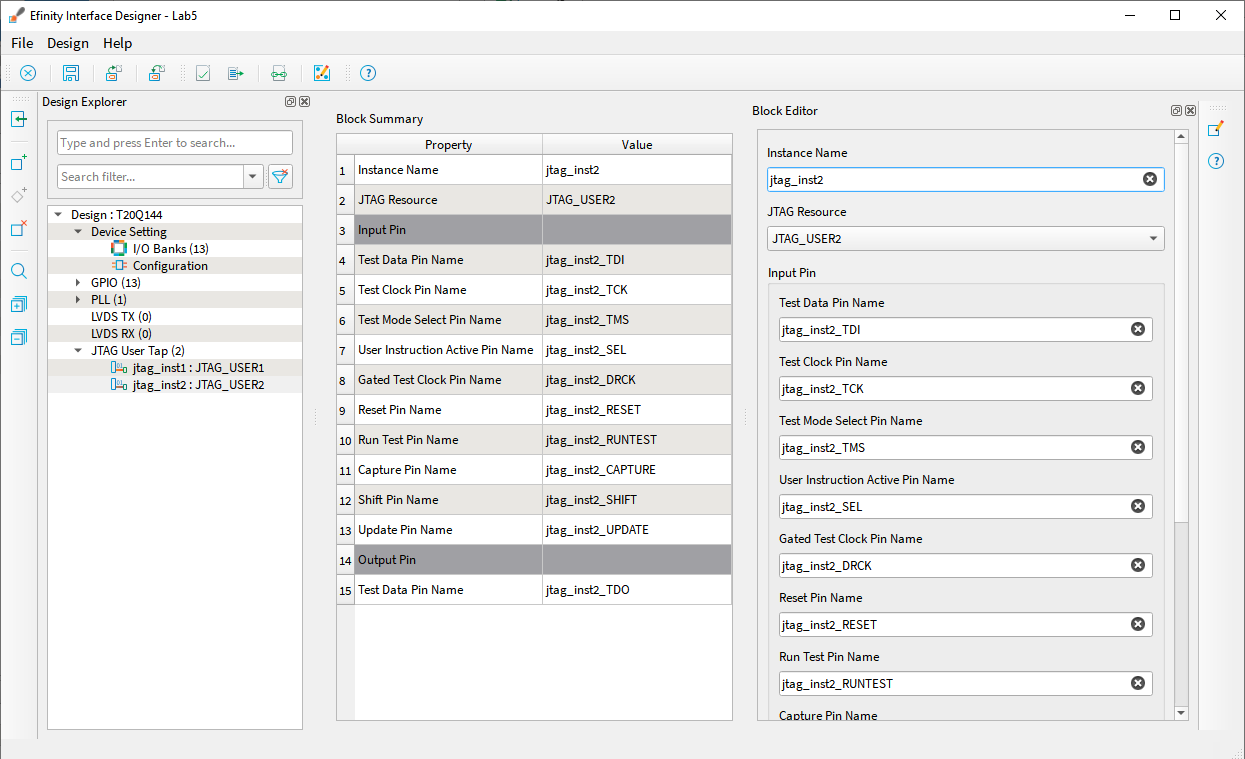 Efinity Interface Designer - Lab5
File Design Help
Design Explorer
Type and press Enter to search...
Search filter...
Design : T20Q144
Device Setting
I/O Banks (13)
Configuration
GPIO (13)
PLL (1)
LVDS TX (0)
LVDS RX (0)
JTAG User Tap (2)
jtag_inst1 : JTAG_USER1
jtag_inst2 : JTAG_USER2
Block Summary
Property Value
1 Instance Name jtag_inst2
2 JTAG Resource JTAG_USER2
3 Input Pin
4 Test Data Pin Name jtag_inst2_TDI
5 Test Clock Pin Name jtag_inst2_TCK
6 Test Mode Select Pin Name jtag_inst2_TMS
7 User Instruction Active Pin Name jtag_inst2_SEL
8 Gated Test Clock Pin Name jtag_inst2_DRCK
9 Reset Pin Name jtag_inst2_RESET
10 Run Test Pin Name jtag_inst2_RUNTEST
11 Capture Pin Name jtag_inst2_CAPTURE
12 Shift Pin Name jtag_inst2_SHIFT
13 Update Pin Name jtag_inst2_UPDATE
14 Output Pin
15 Test Data Pin Name jtag_inst2_TDO
Block Editor
Instance Name
jtag_inst2
JTAG Resource
JTAG_USER2
Input Pin
Test Data Pin Name
jtag_inst2_TDI
Test Clock Pin Name
jtag_inst2_TCK
Test Mode Select Pin Name
jtag_inst2_TMS
User Instruction Active Pin Name
jtag_inst2_SEL
Gated Test Clock Pin Name
jtag_inst2_DRCK
Reset Pin Name
jtag_inst2_RESET
Run Test Pin Name
jtag_inst2_RUNTEST
Capture Pin Name